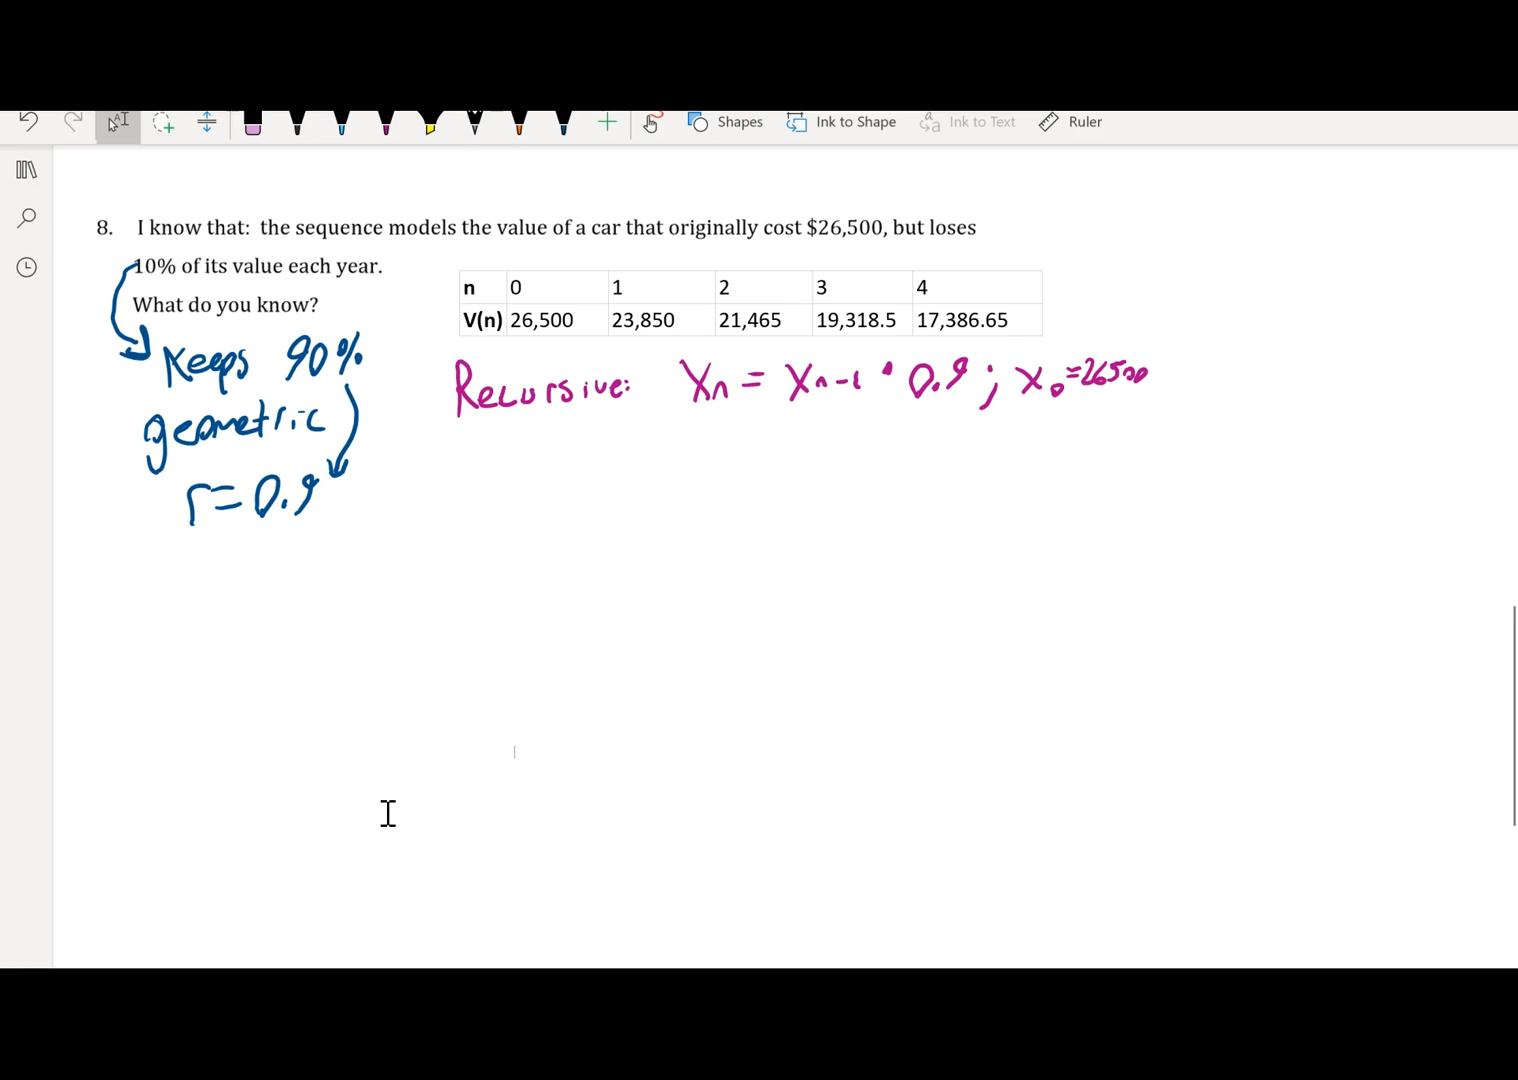 Shapes Ink to Shape Ink to Text Ruler
8. I know that: the sequence models the value of a car that originally cost $26,500, but loses
10% of its value each year.
What do you know?
n 0 1 2 3 4
V(n) 26,500 23,850 21,465 19,318.5 17,386.65
Keeps 90%
geometric
r=0.9
Recursive: Xn = Xn-1 • 0.9 ; x0=26500